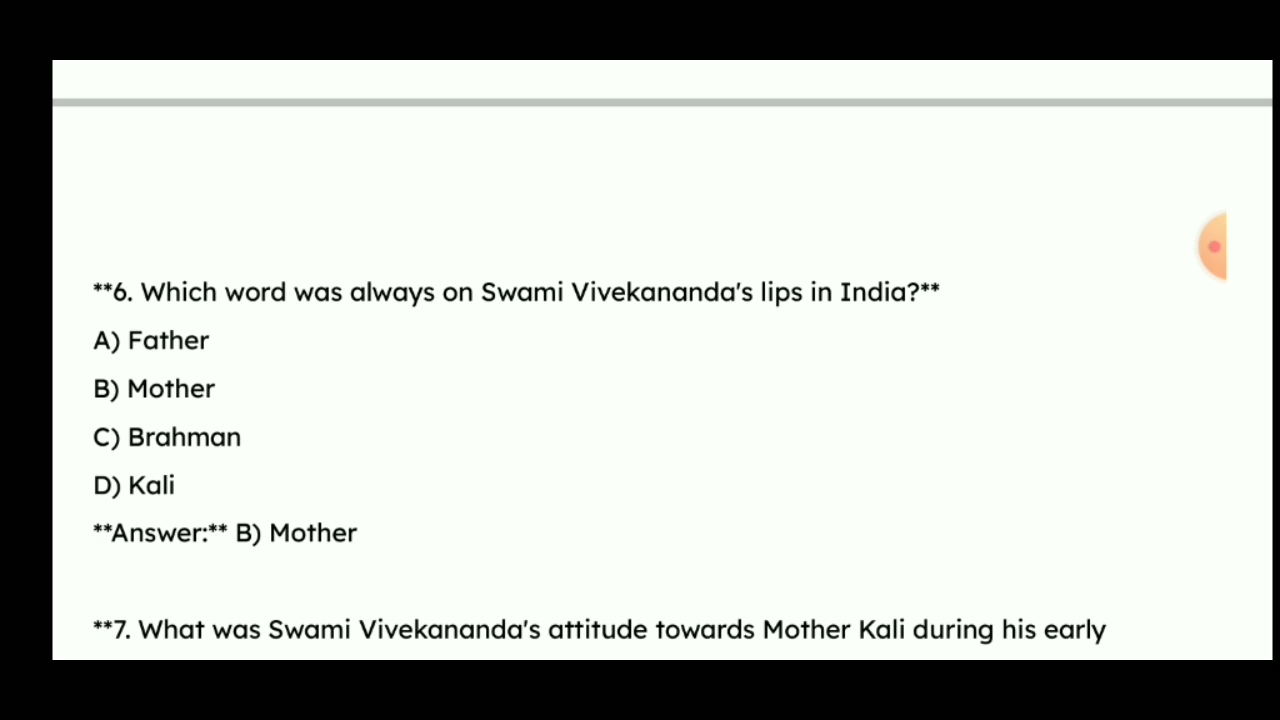 **6. Which word was always on Swami Vivekananda's lips in India?**
A) Father
B) Mother
C) Brahman
D) Kali
**Answer:** B) Mother
**7. What was Swami Vivekananda's attitude towards Mother Kali during his early